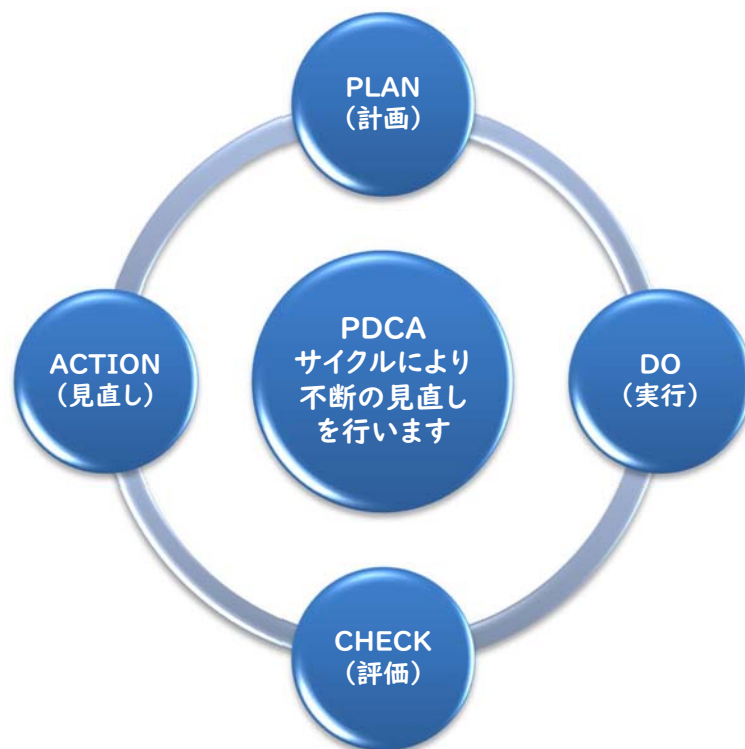 PLAN
（計画）
PDCA
サイクルにより
不断の見直し
を行います
ACTION
（見直し）
DO
（実行）
CHECK
（評価）